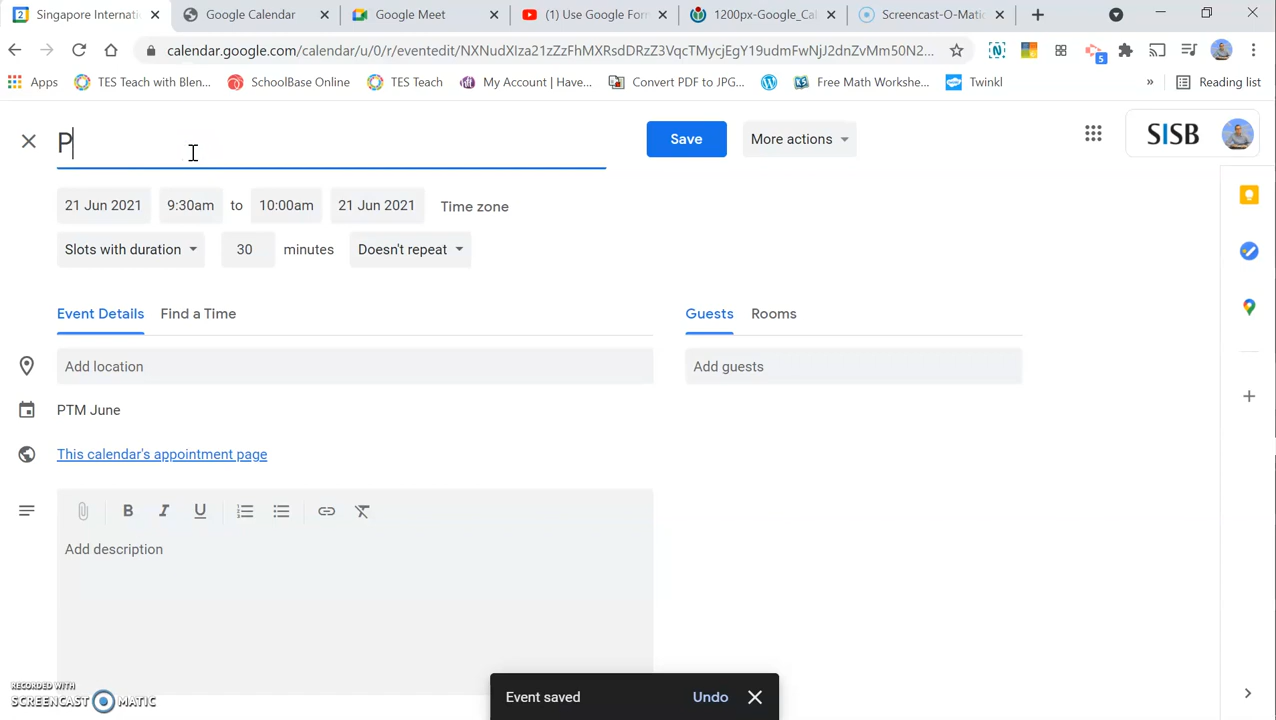 Singapore Internati
Google Calendar
Google Meet
(1) Use Google For
1200px-Google_Cal
Screencast-O-Matic
calendar.google.com/calendar/u/0/r/eventedit/NXNudXIza21zZzFhMXRsdDRzZ3VqcTMycjEgY19udmFwNjJ2dnZvMm50N2...
5
Apps
TES Teach with Blen...
SchoolBase Online
TES Teach
My Account | Have...
Convert PDF to JPG...
Free Math Workshe...
Twinkl
»
Reading list
P
Save
More actions
SISB
21 Jun 2021
9:30am
to
10:00am
21 Jun 2021
Time zone
Slots with duration
30
minutes
Doesn't repeat
Event Details
Find a Time
Guests
Rooms
Add location
Add guests
PTM June
This calendar's appointment page
B
I
U
Add description
Event saved
Undo
RECORDED WITH
SCREENCAST MATIC